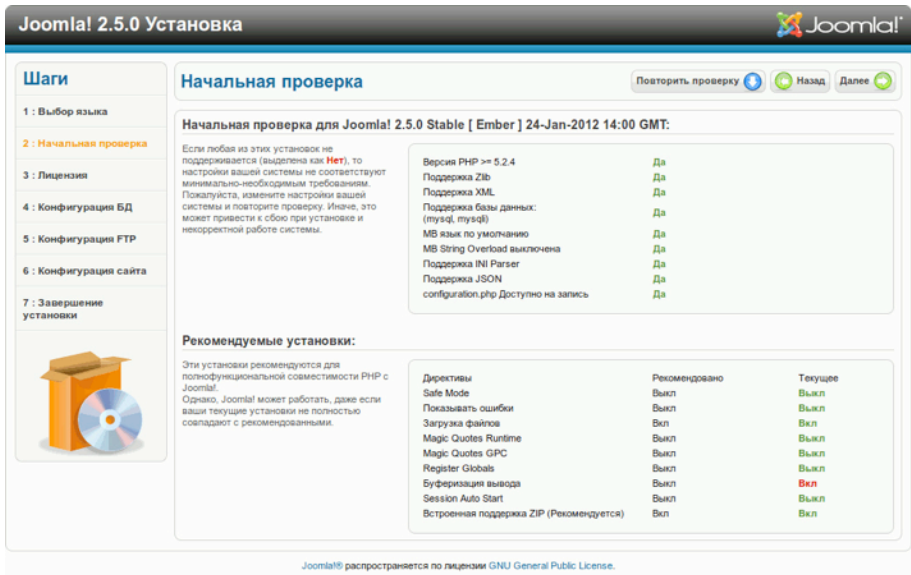 Joomla! 2.5.0 Установка
Joomla!
Шаги
1 : Выбор языка
2 : Начальная проверка
3 : Лицензия
4 : Конфигурация БД
5 : Конфигурация FTP
6 : Конфигурация сайта
7 : Завершение
установки
Начальная проверка
Повторить проверку
Назад
Далее
Начальная проверка для Joomla! 2.5.0 Stable [ Ember ] 24-Jan-2012 14:00 GMT:
Если любая из этих установок не
поддерживается (выделена как Нет), то
настройки вашей системы не соответствуют
минимально-необходимым требованиям.
Пожалуйста, измените настройки вашей
системы и повторите проверку. Иначе, это
может привести к сбою при установке и
некорректной работе системы.
Версия PHP >= 5.2.4 Да
Поддержка Zlib Да
Поддержка XML Да
Поддержка базы данных:
(mysql, mysqli) Да
MB язык по умолчанию Да
MB String Overload выключена Да
Поддержка INI Parser Да
Поддержка JSON Да
configuration.php Доступно на запись Да
Рекомендуемые установки:
Эти установки рекомендуются для
полнофункциональной совместимости PHP с
Joomla!.
Однако, Joomla! может работать, даже если
ваши текущие установки не полностью
совпадают с рекомендованными.
Директивы Рекомендовано Текущее
Safe Mode Выкл Выкл
Показывать ошибки Выкл Выкл
Загрузка файлов Вкл Вкл
Magic Quotes Runtime Выкл Выкл
Magic Quotes GPC Выкл Выкл
Register Globals Выкл Выкл
Буферизация вывода Выкл Вкл
Session Auto Start Выкл Выкл
Встроенная поддержка ZIP (Рекомендуется) Вкл Вкл
Joomla!® распространяется по лицензии GNU General Public License.